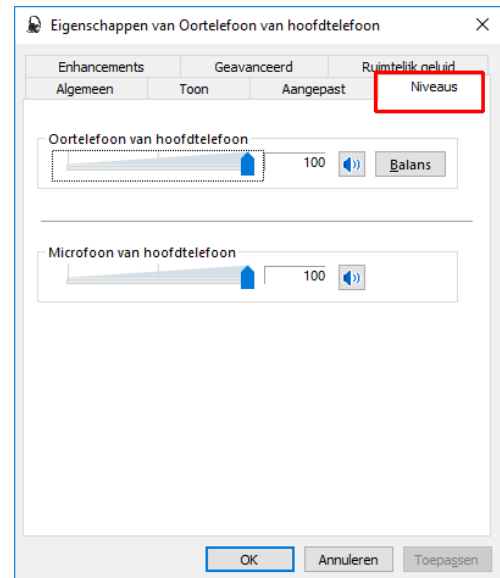 Eigenschappen van Oortelefoon van hoofdtelefoon
Enhancements Geavanceerd Ruimtelijk geluid
Algemeen Toon Aangepast Niveaus
Oortelefoon van hoofdtelefoon
100 Balans
Microfoon van hoofdtelefoon
100
OK Annuleren Toepassen